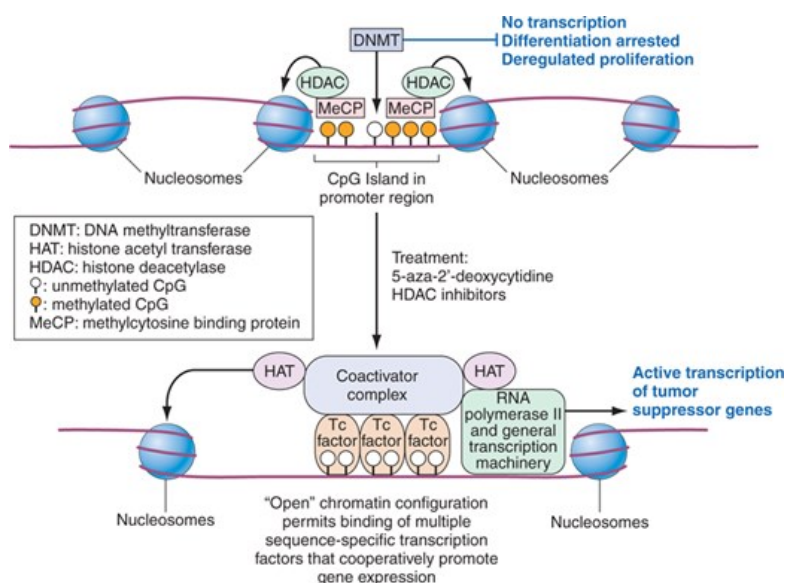 No transcription
Differentiation arrested
Deregulated proliferation
DNMT
HDAC
HDAC
MeCP
MeCP
Nucleosomes
CpG Island in
promoter region
Nucleosomes
DNMT: DNA methyltransferase
HAT: histone acetyl transferase
HDAC: histone deacetylase
: unmethylated CpG
: methylated CpG
MeCP: methylcytosine binding protein
Treatment:
5-aza-2'-deoxycytidine
HDAC inhibitors
HAT
Coactivator
complex
HAT
RNA
polymerase II
and general
transcription
machinery
Active transcription
of tumor
suppressor genes
Tc
factor
Tc
factor
Tc
factor
Nucleosomes
"Open" chromatin configuration
permits binding of multiple
sequence-specific transcription
factors that cooperatively promote
gene expression
Nucleosomes